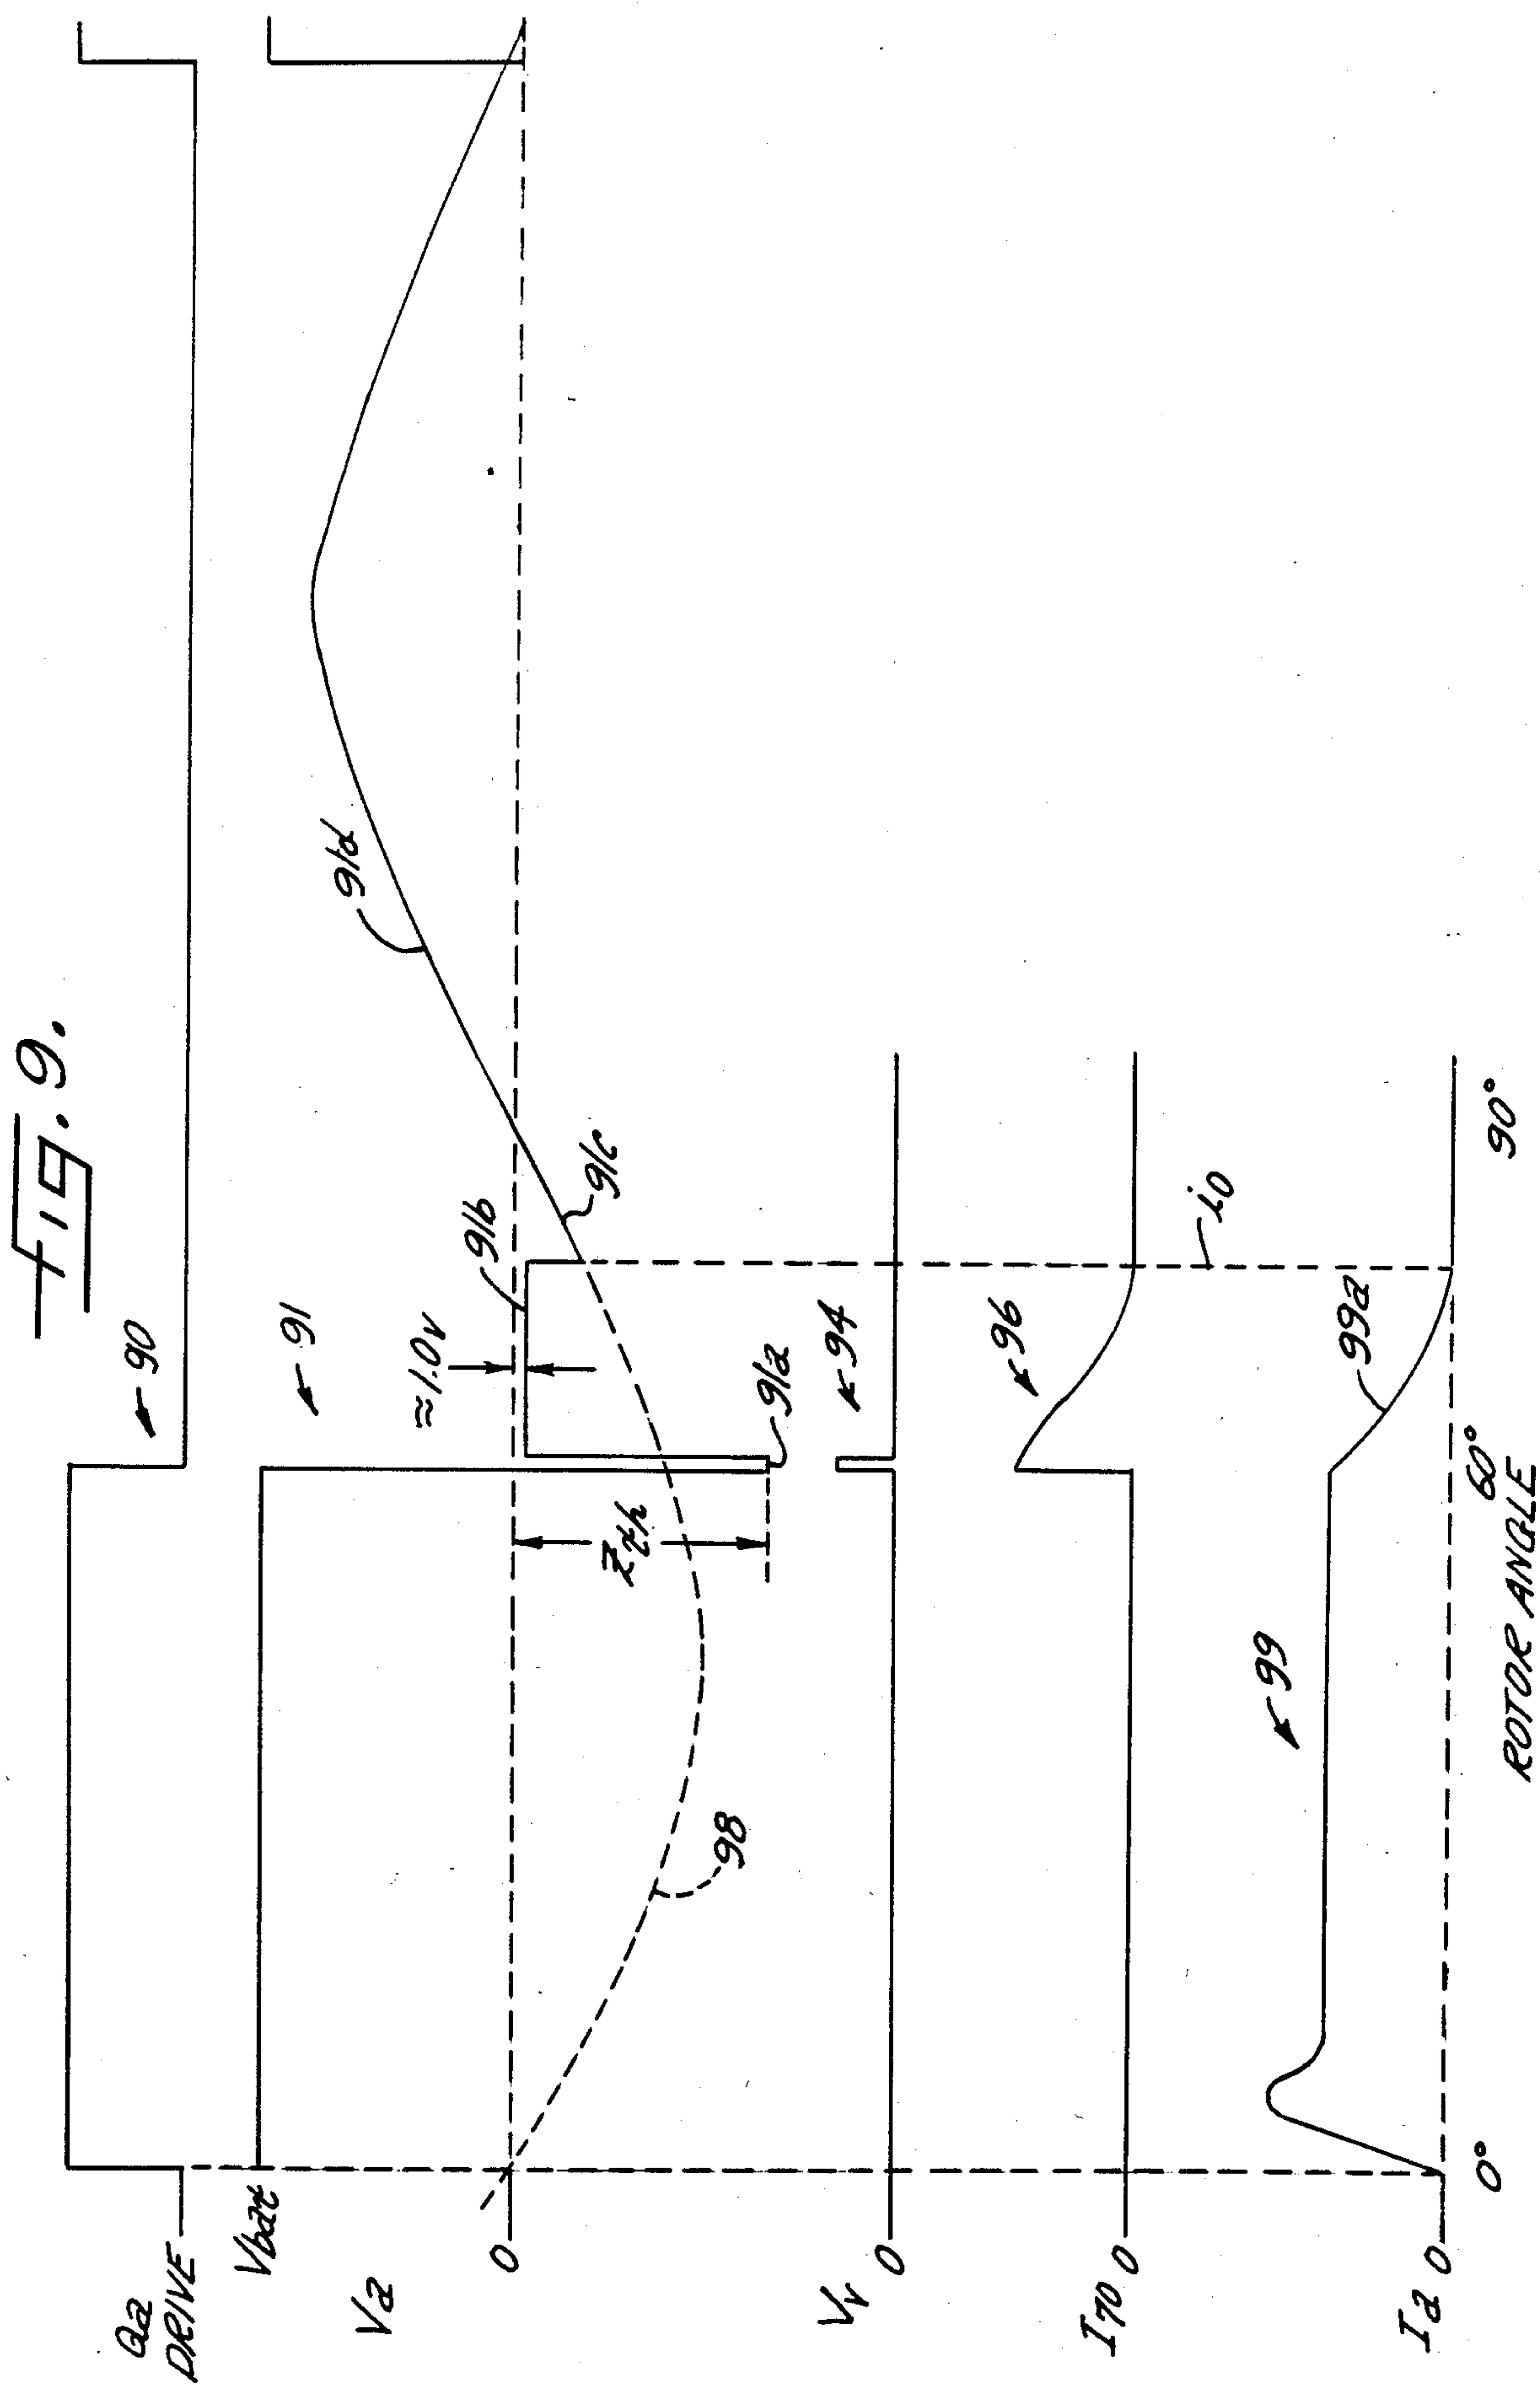 Fig. 9.
Qa
DRIVE
90
Vbat
91
Va
≈1.0V
91b
91d
0
91c
Zth
91a
98
Vr
0
94
I70 0
96
i0
99
99a
Ia 0
0°
60°
90°
ROTOR ANGLE